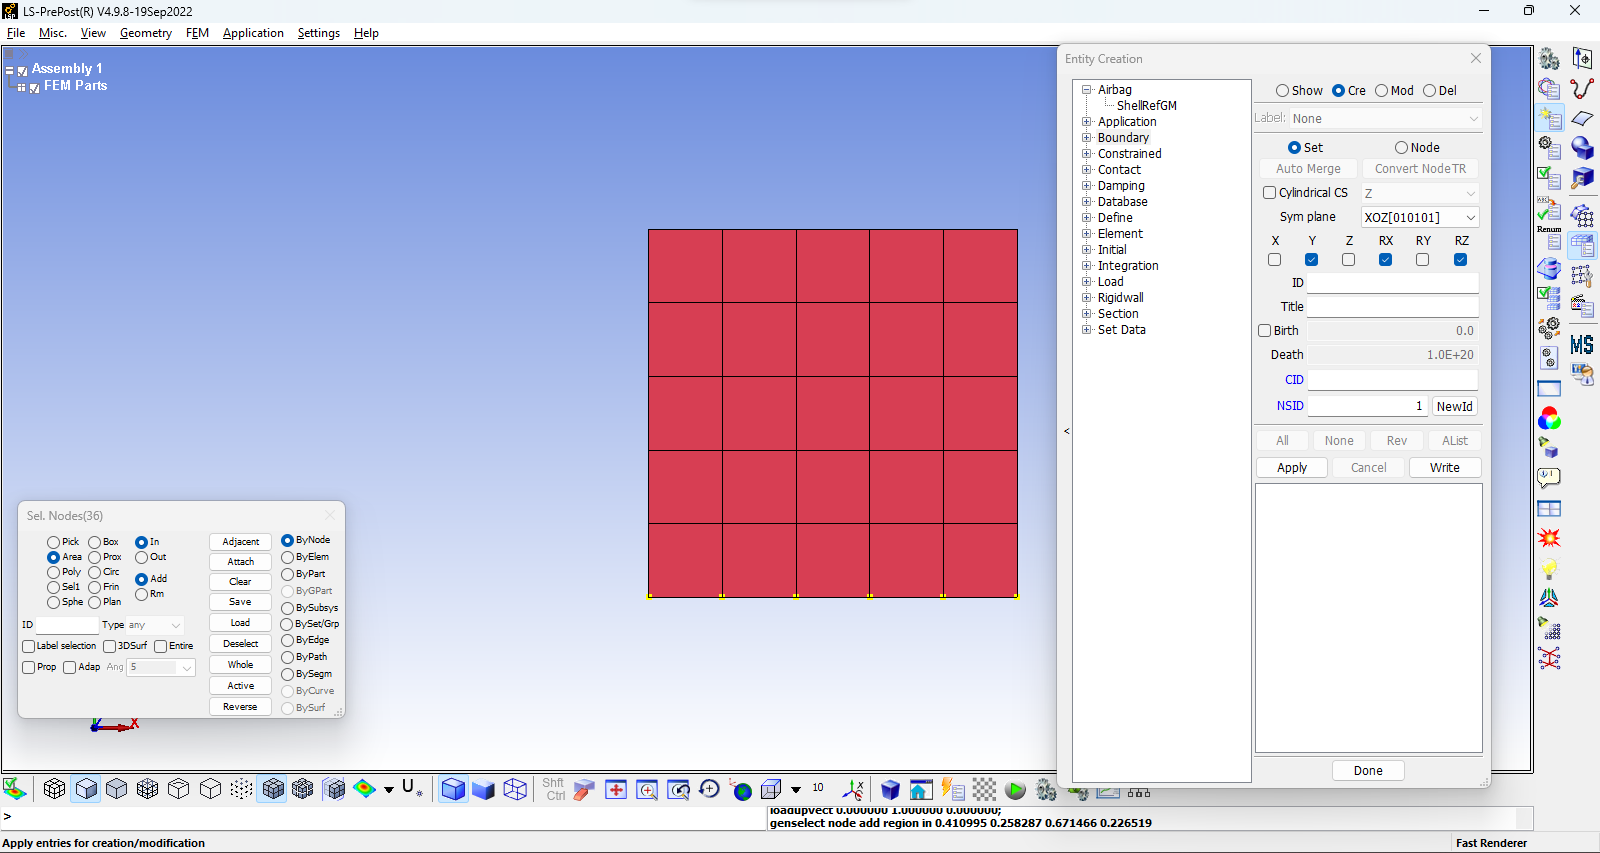 LS-PrePost(R) V4.9.8-19Sep2022
File Misc. View Geometry FEM Application Settings Help
Assembly 1
FEM Parts
Entity Creation
Airbag
ShellRefGM
Application
Boundary
Constrained
Contact
Damping
Database
Define
Element
Initial
Integration
Load
Rigidwall
Section
Set Data
<
Show Cre Mod Del
Label: None
Set Node
Auto Merge Convert NodeTR
Cylindrical CS Z
Sym plane XOZ[010101]
X Y Z RX RY RZ
ID
Title
Birth 0.0
Death 1.0E+20
CID
NSID 1 NewId
All None Rev AList
Apply Cancel Write
Done
Renum
MS
Sel. Nodes(36)
Pick Box In Adjacent ByNode
Area Prox Out Attach ByElem
Poly Circ Add Clear ByPart
Sel1 Frin Rm Save ByGPart
Sphe Plan Load BySubsys
ID Type any Deselect BySet/Grp
Label selection 3DSurf Entire Whole ByEdge
Prop Adap Ang 5 Active ByPath
Reverse BySegm
ByCurve
BySurf
X
Shft
Ctrl
10
>
loadupvect 0.000000 1.000000 0.000000;
genselect node add region in 0.410995 0.258287 0.671466 0.226519
Apply entries for creation/modification
Fast Renderer